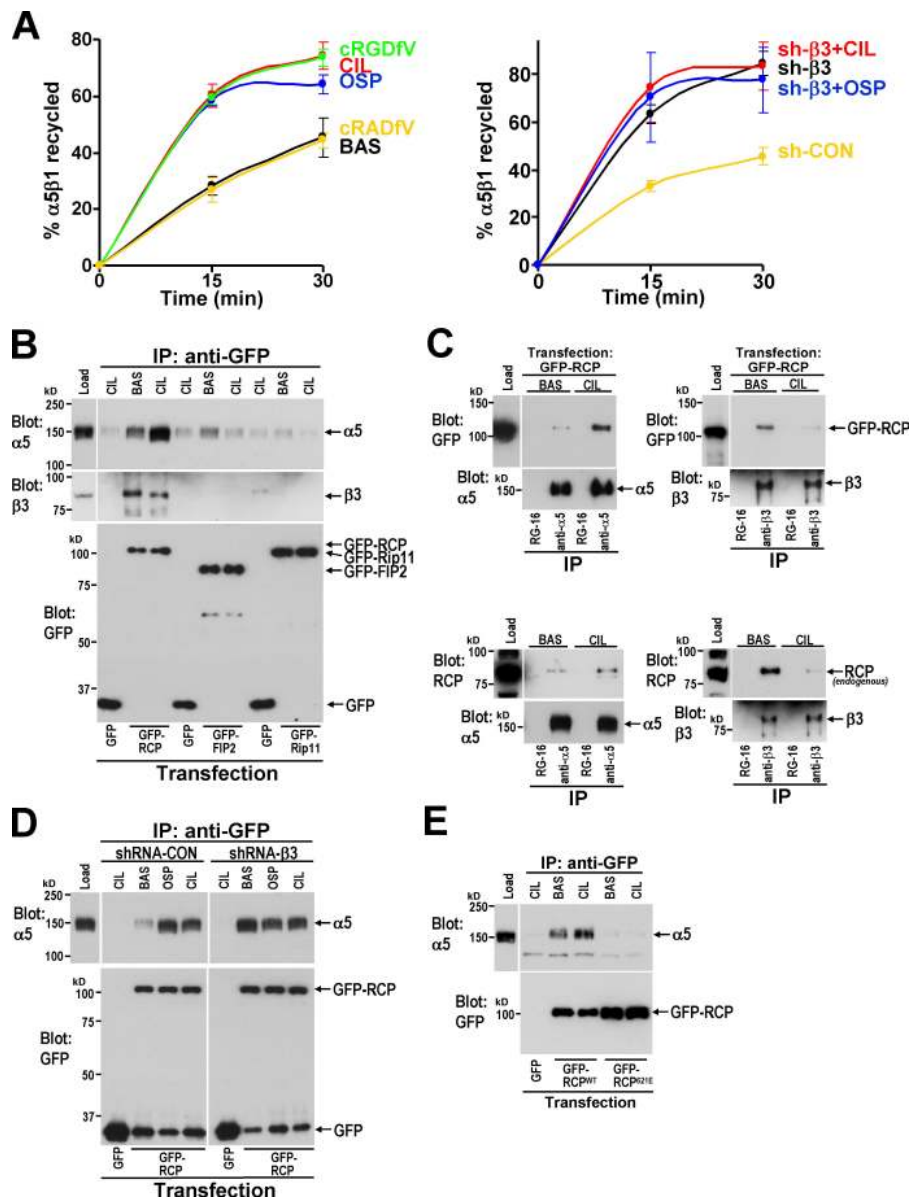 A
80
60
40
20
0
% α5β1 recycled
0
15
30
Time (min)
cRGDfV
CIL
OSP
cRADfV
BAS
80
60
40
20
0
% α5β1 recycled
0
15
30
Time (min)
sh-β3+CIL
sh-β3
sh-β3+OSP
sh-CON
B
IP: anti-GFP
kD
Load
CIL
BAS
CIL
CIL
BAS
CIL
CIL
BAS
CIL
250
150
100
Blot:
α5
α5
100
75
Blot:
β3
β3
kD
100
75
50
37
Blot:
GFP
GFP-RCP
GFP-Rip11
GFP-FIP2
GFP
GFP
GFP-
RCP
GFP
GFP-
FIP2
GFP
GFP-
Rip11
Transfection
C
Transfection:
GFP-RCP
BAS CIL
kD
Load
150
100
Blot:
GFP
Blot:
α5
150
α5
RG-16
anti-α5
RG-16
anti-α5
IP
Transfection:
GFP-RCP
BAS CIL
kD
Load
150
100
Blot:
GFP
GFP-RCP
Blot:
β3
kD
75
β3
RG-16
anti-β3
RG-16
anti-β3
IP
BAS CIL
kD
Load
100
75
Blot:
RCP
Blot:
α5
150
α5
RG-16
anti-α5
RG-16
anti-α5
IP
BAS CIL
kD
Load
100
75
Blot:
RCP
RCP
(endogenous)
Blot:
β3
kD
75
β3
RG-16
anti-β3
RG-16
anti-β3
IP
D
IP: anti-GFP
shRNA-CON shRNA-β3
kD
Load
CIL
BAS
OSP
CIL
CIL
BAS
OSP
CIL
250
150
100
Blot:
α5
α5
kD
100
75
50
37
Blot:
GFP
GFP-RCP
GFP
GFP
GFP-
RCP
GFP
GFP-
RCP
Transfection
E
IP: anti-GFP
kD
Load
CIL
BAS
CIL
BAS
CIL
250
150
100
Blot:
α5
α5
Blot:
GFP
kD
100
GFP-RCP
GFP
GFP-
RCPWT
GFP-
RCP621E
Transfection